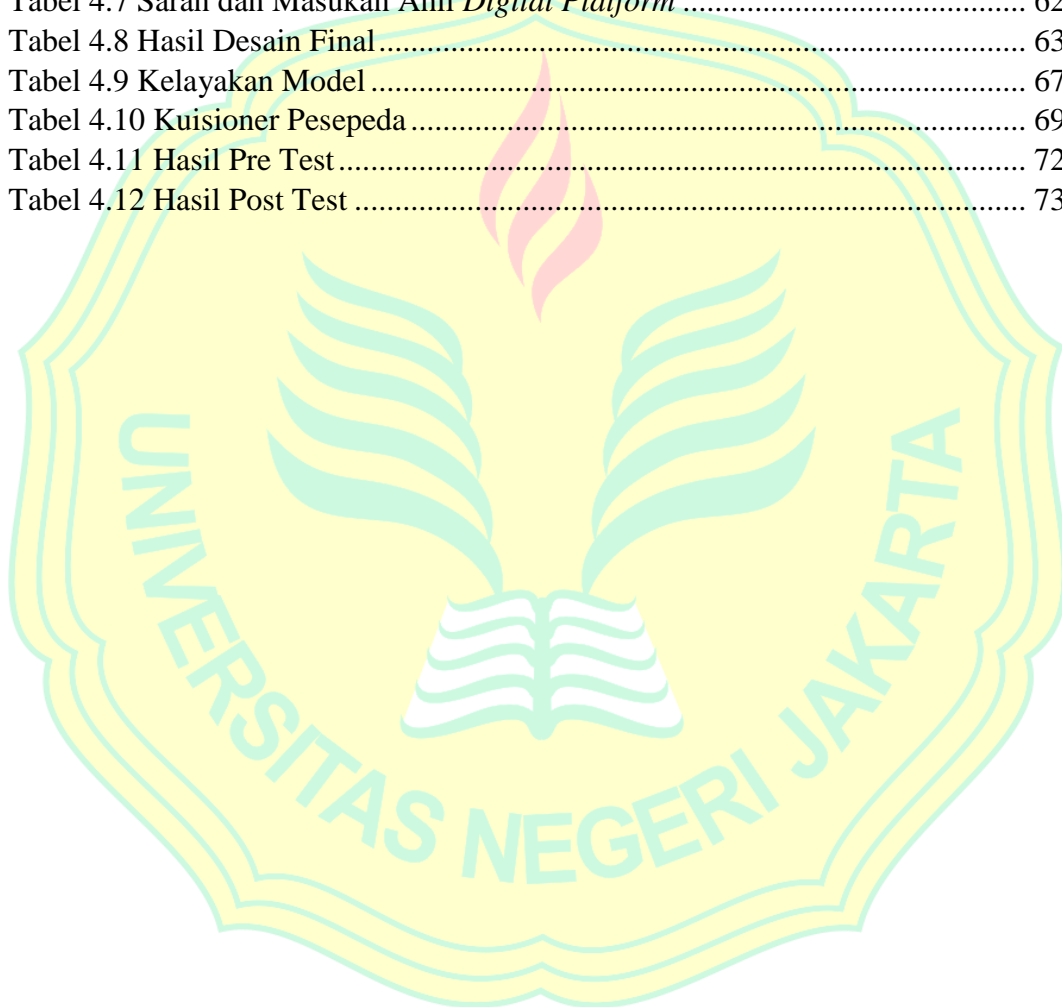 Tabel 4.7 Saran dan Masukan Ahli Digital Platform ........................................ 62
Tabel 4.8 Hasil Desain Final ........................................ 63
Tabel 4.9 Kelayakan Model ........................................ 67
Tabel 4.10 Kuisioner Pesepeda ........................................ 69
Tabel 4.11 Hasil Pre Test ........................................ 72
Tabel 4.12 Hasil Post Test ........................................ 73
UNIVERSITAS NEGERI JAKARTA